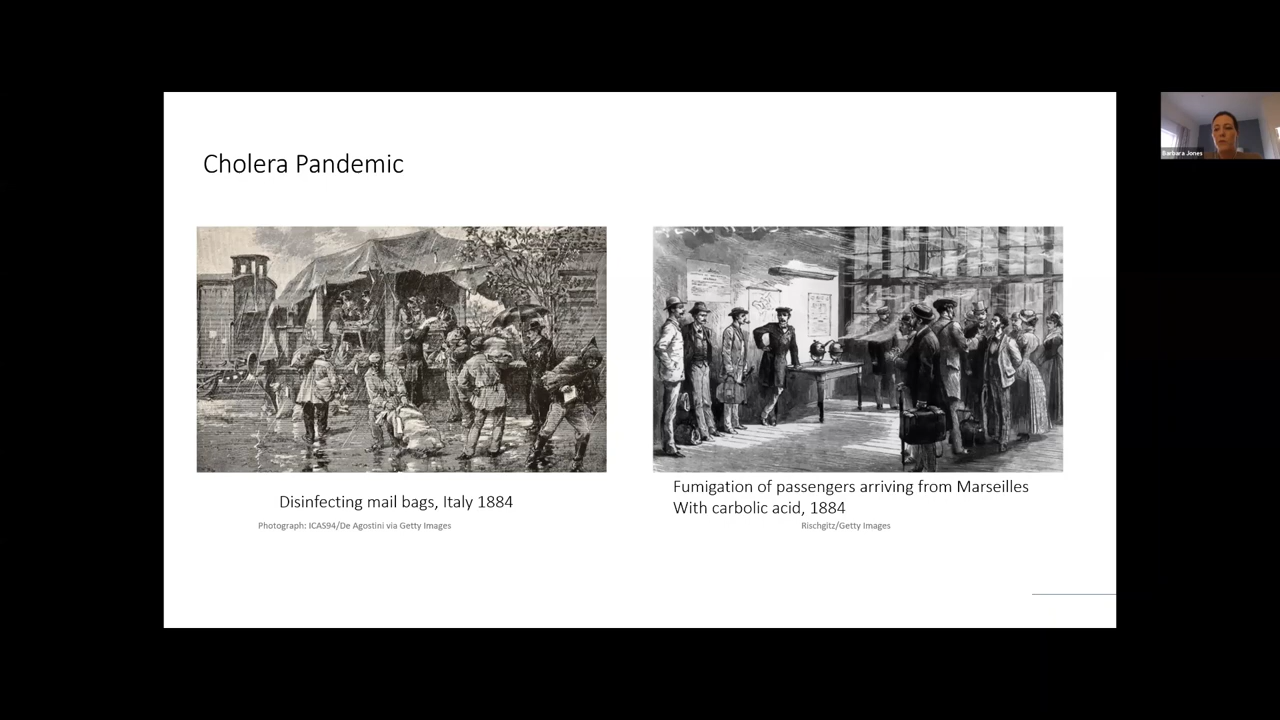 Cholera Pandemic
Barbara Jones
Disinfecting mail bags, Italy 1884
Photograph: ICAS94/De Agostini via Getty Images
Fumigation of passengers arriving from Marseilles
With carbolic acid, 1884
Rischgitz/Getty Images